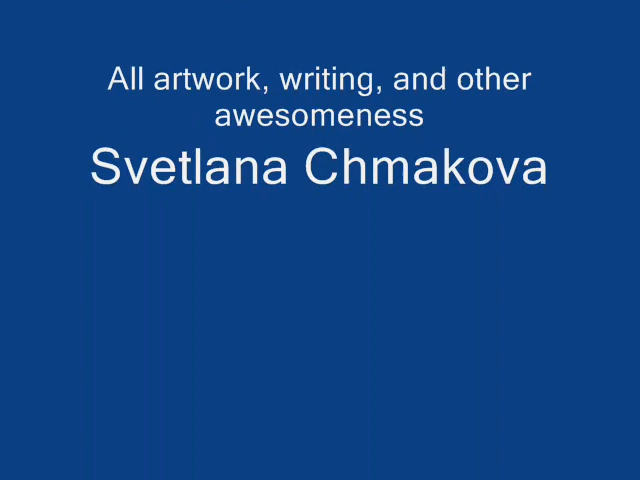 All artwork, writing, and other
awesomeness
Svetlana Chmakova